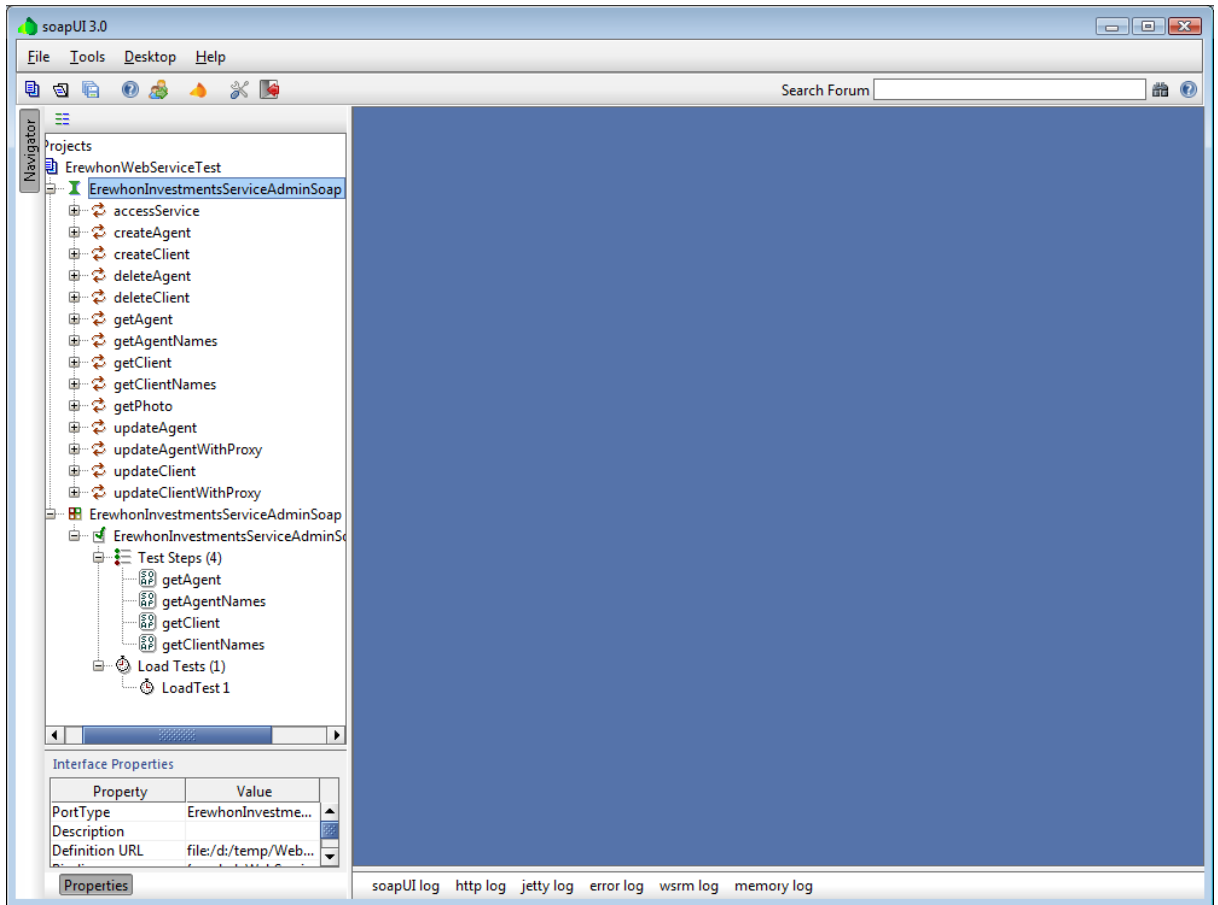 soapUI 3.0
File Tools Desktop Help
Search Forum
Navigator
Projects
ErewhonWebServiceTest
ErewhonInvestmentsServiceAdminSoap
accessService
createAgent
createClient
deleteAgent
deleteClient
getAgent
getAgentNames
getClient
getClientNames
getPhoto
updateAgent
updateAgentWithProxy
updateClient
updateClientWithProxy
ErewhonInvestmentsServiceAdminSoap
ErewhonInvestmentsServiceAdminSo
Test Steps (4)
getAgent
getAgentNames
getClient
getClientNames
Load Tests (1)
LoadTest 1
Interface Properties
Property Value
PortType ErewhonInvestme...
Description
Definition URL file:/d:/temp/Web...
Properties
soapUI log http log jetty log error log wsrm log memory log